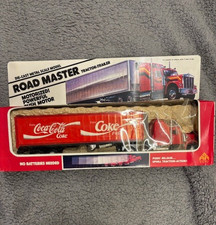 DIE-CAST METAL SCALE MODEL
ROAD MASTER TRACTOR-TRAILER
MOTORIZED!
POWERFUL
MOTOR
Coca-Cola
Coke
Coke
NO BATTERIES NEEDED